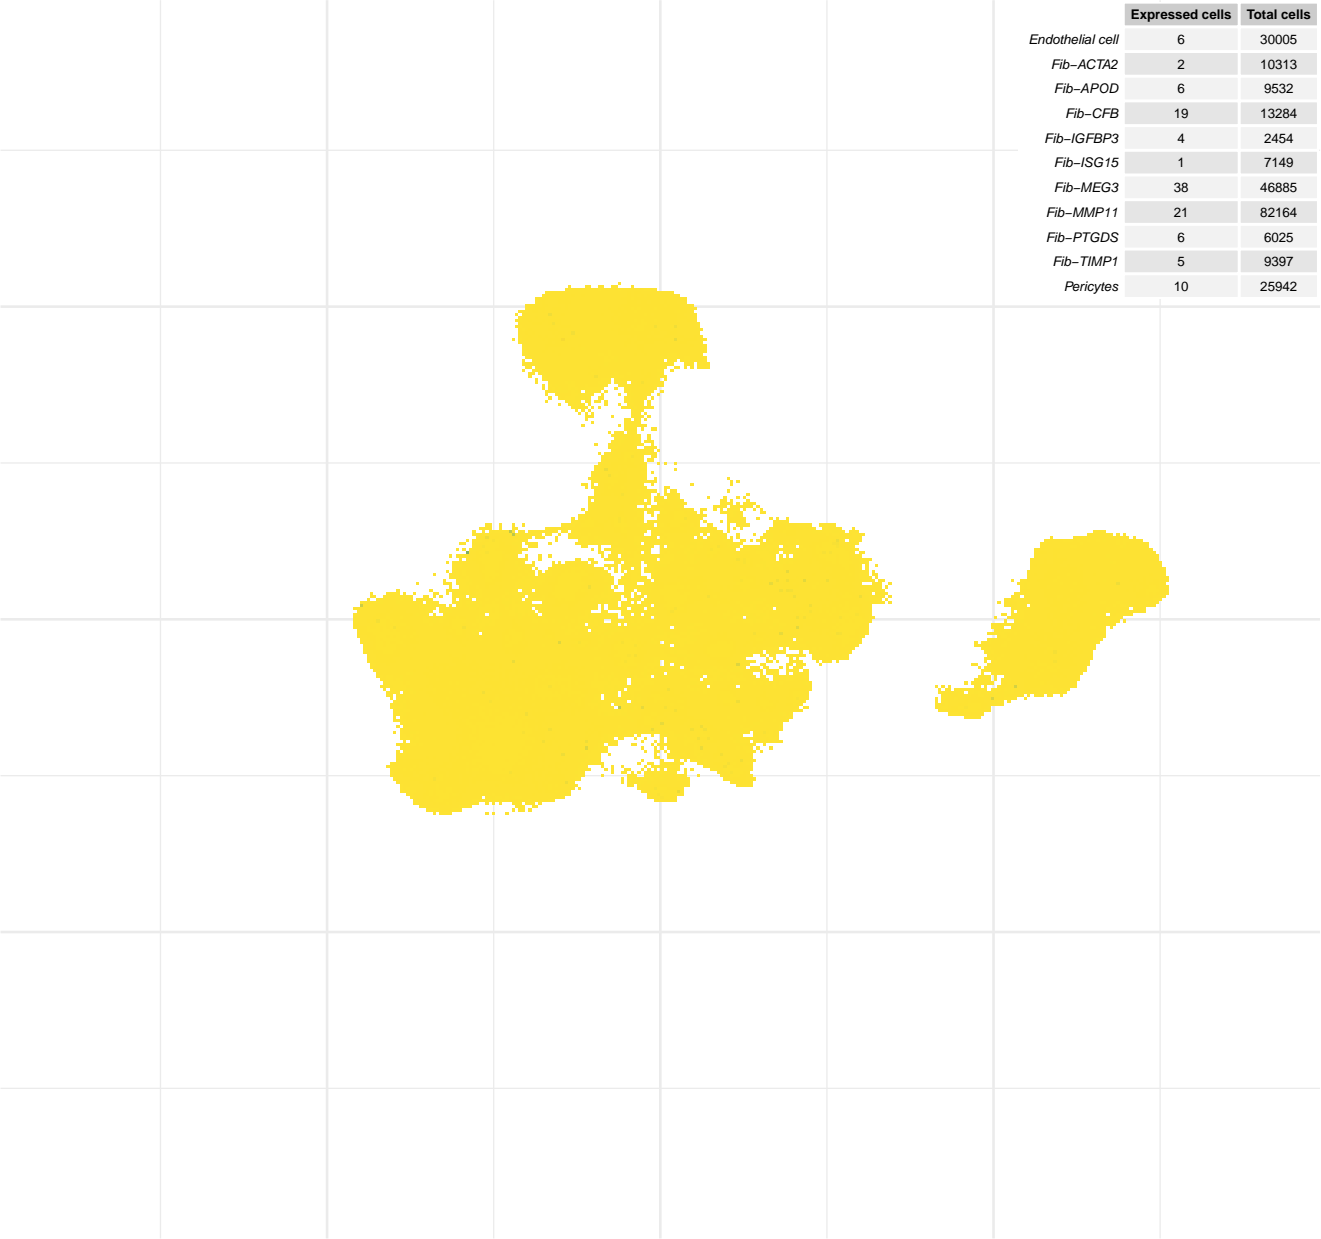 Expressed cells Total cells
Endothelial cell 6 30005
Fib−ACTA2 2 10313
Fib−APOD 6 9532
Fib−CFB 19 13284
Fib−IGFBP3 4 2454
Fib−ISG15 1 7149
Fib−MEG3 38 46885
Fib−MMP11 21 82164
Fib−PTGDS 6 6025
Fib−TIMP1 5 9397
Pericytes 10 25942